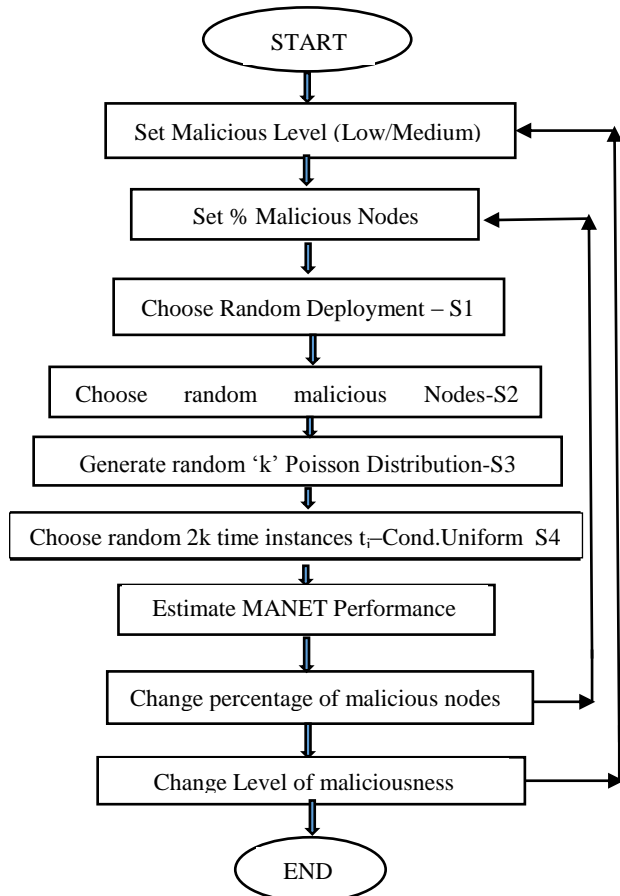 START
Set Malicious Level (Low/Medium)
Set % Malicious Nodes
Choose Random Deployment – S1
Choose random malicious Nodes-S2
Generate random ‘k’ Poisson Distribution-S3
Choose random 2k time instances ti–Cond.Uniform S4
Estimate MANET Performance
Change percentage of malicious nodes
Change Level of maliciousness
END